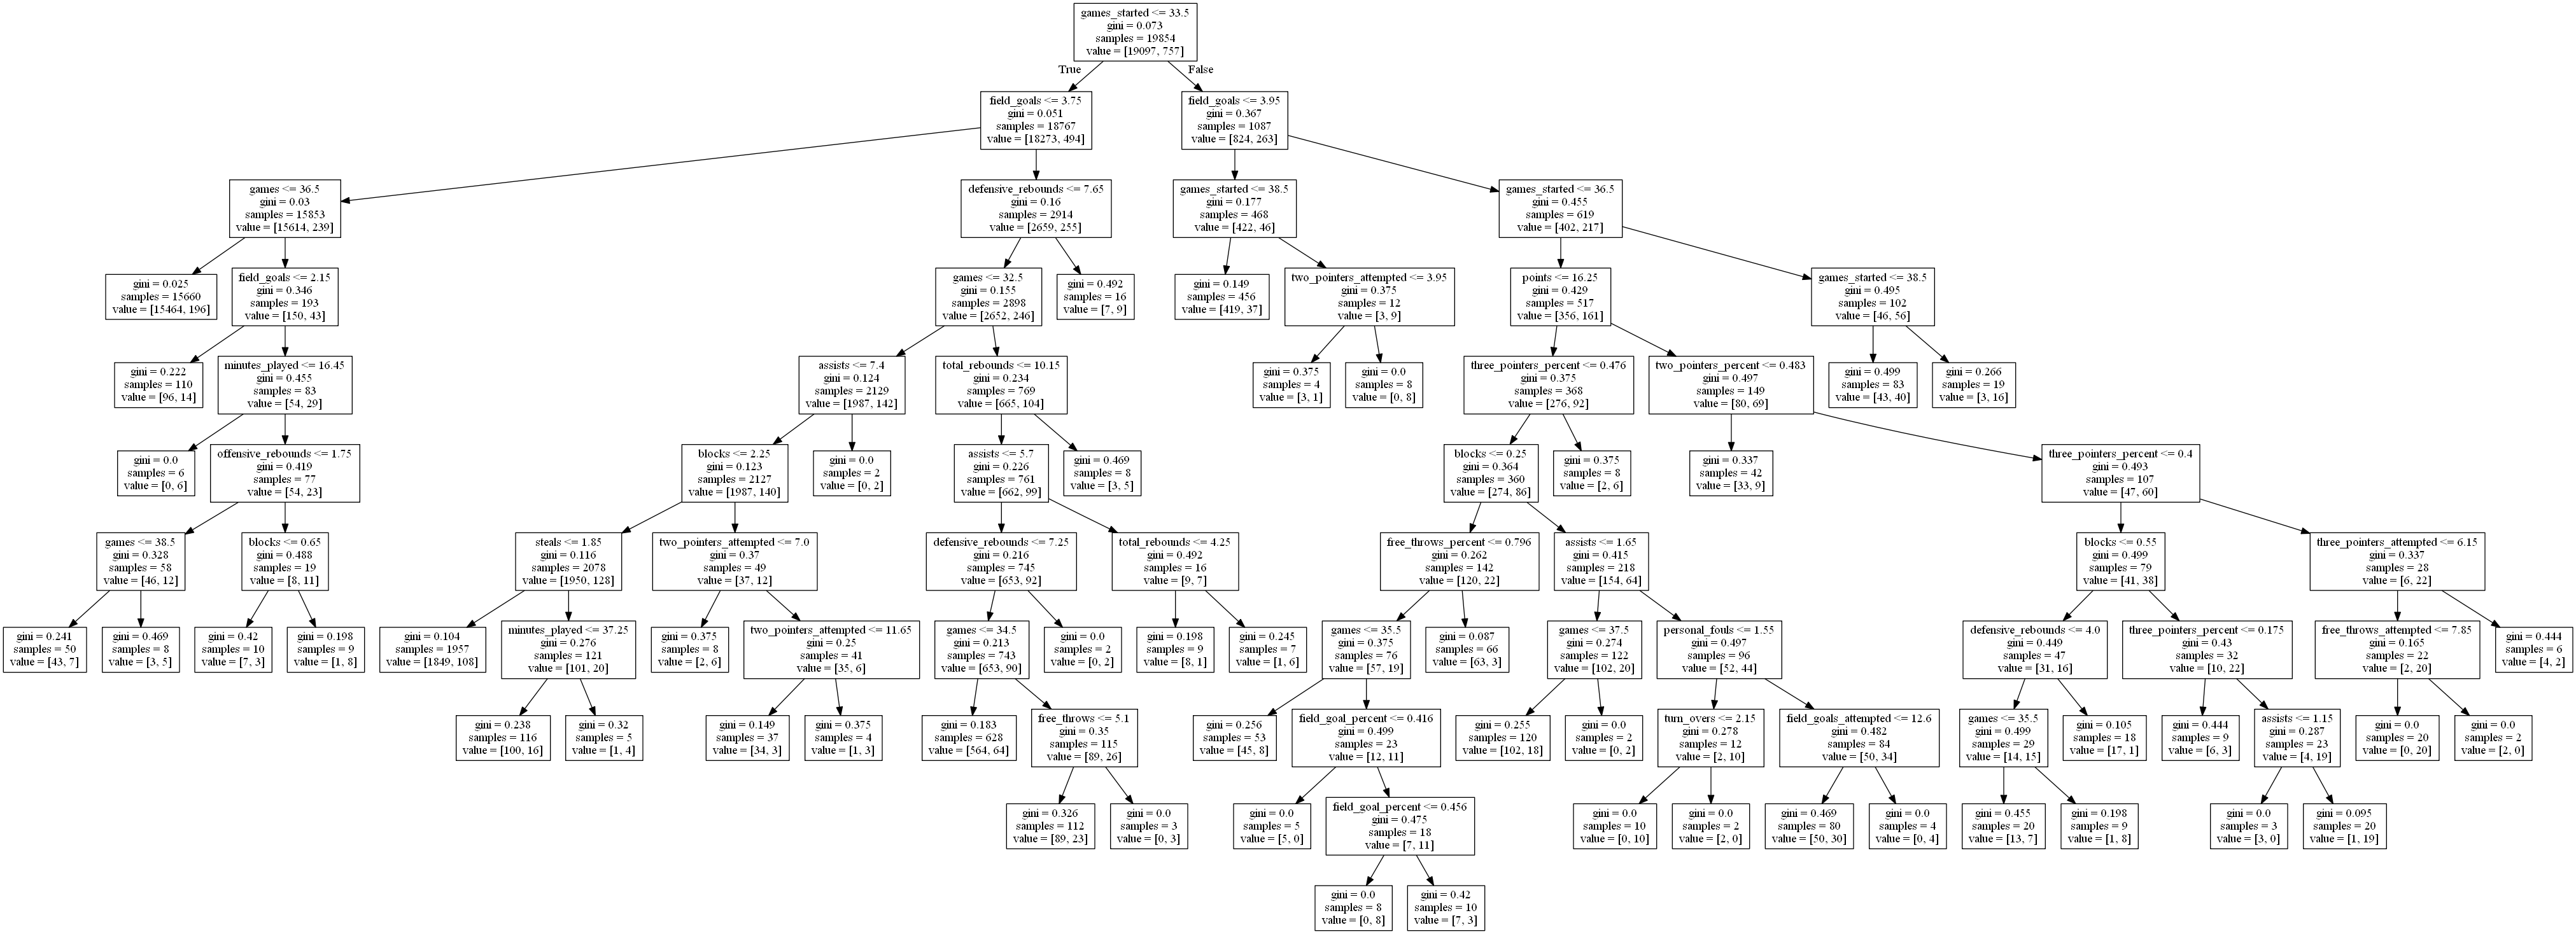 games_started <= 33.5
gini = 0.073
samples = 19854
value = [19097, 757]
True
False
field_goals <= 3.75
gini = 0.051
samples = 18767
value = [18273, 494]
field_goals <= 3.95
gini = 0.367
samples = 1087
value = [824, 263]
games <= 36.5
gini = 0.03
samples = 15853
value = [15614, 239]
defensive_rebounds <= 7.65
gini = 0.16
samples = 2914
value = [2659, 255]
games_started <= 38.5
gini = 0.177
samples = 468
value = [422, 46]
games_started <= 36.5
gini = 0.455
samples = 619
value = [402, 217]
gini = 0.025
samples = 15660
value = [15464, 196]
field_goals <= 2.15
gini = 0.346
samples = 193
value = [150, 43]
games <= 32.5
gini = 0.155
samples = 2898
value = [2652, 246]
gini = 0.492
samples = 16
value = [7, 9]
gini = 0.149
samples = 456
value = [419, 37]
two_pointers_attempted <= 3.95
gini = 0.375
samples = 12
value = [3, 9]
points <= 16.25
gini = 0.429
samples = 517
value = [356, 161]
games_started <= 38.5
gini = 0.495
samples = 102
value = [46, 56]
gini = 0.222
samples = 110
value = [96, 14]
minutes_played <= 16.45
gini = 0.455
samples = 83
value = [54, 29]
assists <= 7.4
gini = 0.124
samples = 2129
value = [1987, 142]
total_rebounds <= 10.15
gini = 0.234
samples = 769
value = [665, 104]
gini = 0.375
samples = 4
value = [3, 1]
gini = 0.0
samples = 8
value = [0, 8]
three_pointers_percent <= 0.476
gini = 0.375
samples = 368
value = [276, 92]
two_pointers_percent <= 0.483
gini = 0.497
samples = 149
value = [80, 69]
gini = 0.499
samples = 83
value = [43, 40]
gini = 0.266
samples = 19
value = [3, 16]
gini = 0.0
samples = 6
value = [0, 6]
offensive_rebounds <= 1.75
gini = 0.419
samples = 77
value = [54, 23]
blocks <= 2.25
gini = 0.123
samples = 2127
value = [1987, 140]
gini = 0.0
samples = 2
value = [0, 2]
assists <= 5.7
gini = 0.226
samples = 761
value = [662, 99]
gini = 0.469
samples = 8
value = [3, 5]
blocks <= 0.25
gini = 0.364
samples = 360
value = [274, 86]
gini = 0.375
samples = 8
value = [2, 6]
gini = 0.337
samples = 42
value = [33, 9]
three_pointers_percent <= 0.4
gini = 0.493
samples = 107
value = [47, 60]
games <= 38.5
gini = 0.328
samples = 58
value = [46, 12]
blocks <= 0.65
gini = 0.488
samples = 19
value = [8, 11]
steals <= 1.85
gini = 0.116
samples = 2078
value = [1950, 128]
two_pointers_attempted <= 7.0
gini = 0.37
samples = 49
value = [37, 12]
defensive_rebounds <= 7.25
gini = 0.216
samples = 745
value = [653, 92]
total_rebounds <= 4.25
gini = 0.492
samples = 16
value = [9, 7]
free_throws_percent <= 0.796
gini = 0.262
samples = 142
value = [120, 22]
assists <= 1.65
gini = 0.415
samples = 218
value = [154, 64]
blocks <= 0.55
gini = 0.499
samples = 79
value = [41, 38]
three_pointers_attempted <= 6.15
gini = 0.337
samples = 28
value = [6, 22]
gini = 0.241
samples = 50
value = [43, 7]
gini = 0.469
samples = 8
value = [3, 5]
gini = 0.42
samples = 10
value = [7, 3]
gini = 0.198
samples = 9
value = [1, 8]
gini = 0.104
samples = 1957
value = [1849, 108]
minutes_played <= 37.25
gini = 0.276
samples = 121
value = [101, 20]
gini = 0.375
samples = 8
value = [2, 6]
two_pointers_attempted <= 11.65
gini = 0.25
samples = 41
value = [35, 6]
games <= 34.5
gini = 0.213
samples = 743
value = [653, 90]
gini = 0.0
samples = 2
value = [0, 2]
gini = 0.198
samples = 9
value = [8, 1]
gini = 0.245
samples = 7
value = [1, 6]
games <= 35.5
gini = 0.375
samples = 76
value = [57, 19]
gini = 0.087
samples = 66
value = [63, 3]
games <= 37.5
gini = 0.274
samples = 122
value = [102, 20]
personal_fouls <= 1.55
gini = 0.497
samples = 96
value = [52, 44]
defensive_rebounds <= 4.0
gini = 0.449
samples = 47
value = [31, 16]
three_pointers_percent <= 0.175
gini = 0.43
samples = 32
value = [10, 22]
free_throws_attempted <= 7.85
gini = 0.165
samples = 22
value = [2, 20]
gini = 0.444
samples = 6
value = [4, 2]
gini = 0.238
samples = 116
value = [100, 16]
gini = 0.32
samples = 5
value = [1, 4]
gini = 0.149
samples = 37
value = [34, 3]
gini = 0.375
samples = 4
value = [1, 3]
gini = 0.183
samples = 628
value = [564, 64]
free_throws <= 5.1
gini = 0.35
samples = 115
value = [89, 26]
gini = 0.256
samples = 53
value = [45, 8]
field_goal_percent <= 0.416
gini = 0.499
samples = 23
value = [12, 11]
gini = 0.255
samples = 120
value = [102, 18]
gini = 0.0
samples = 2
value = [0, 2]
turn_overs <= 2.15
gini = 0.278
samples = 12
value = [2, 10]
field_goals_attempted <= 12.6
gini = 0.482
samples = 84
value = [50, 34]
games <= 35.5
gini = 0.499
samples = 29
value = [14, 15]
gini = 0.105
samples = 18
value = [17, 1]
gini = 0.444
samples = 9
value = [6, 3]
assists <= 1.15
gini = 0.287
samples = 23
value = [4, 19]
gini = 0.0
samples = 20
value = [0, 20]
gini = 0.0
samples = 2
value = [2, 0]
gini = 0.326
samples = 112
value = [89, 23]
gini = 0.0
samples = 3
value = [0, 3]
gini = 0.0
samples = 5
value = [5, 0]
field_goal_percent <= 0.456
gini = 0.475
samples = 18
value = [7, 11]
gini = 0.0
samples = 10
value = [0, 10]
gini = 0.0
samples = 2
value = [2, 0]
gini = 0.469
samples = 80
value = [50, 30]
gini = 0.0
samples = 4
value = [0, 4]
gini = 0.455
samples = 20
value = [13, 7]
gini = 0.198
samples = 9
value = [1, 8]
gini = 0.0
samples = 3
value = [3, 0]
gini = 0.095
samples = 20
value = [1, 19]
gini = 0.0
samples = 8
value = [0, 8]
gini = 0.42
samples = 10
value = [7, 3]